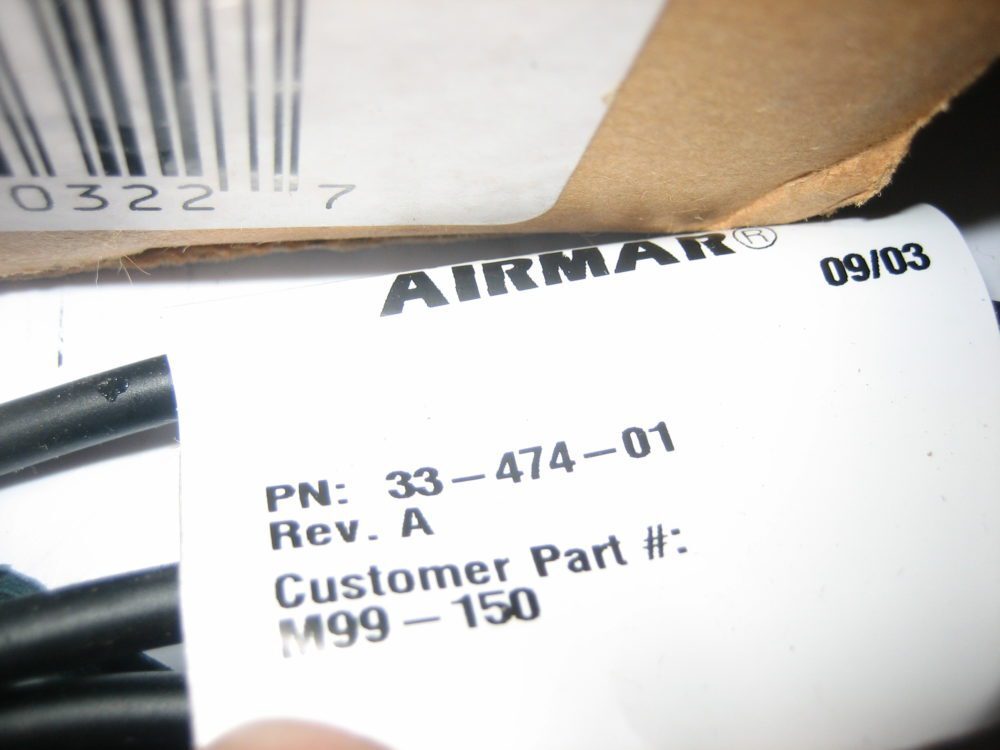 0322 7
AIRMAR®
09/03
PN: 33-474-01
Rev. A
Customer Part #:
M99-150